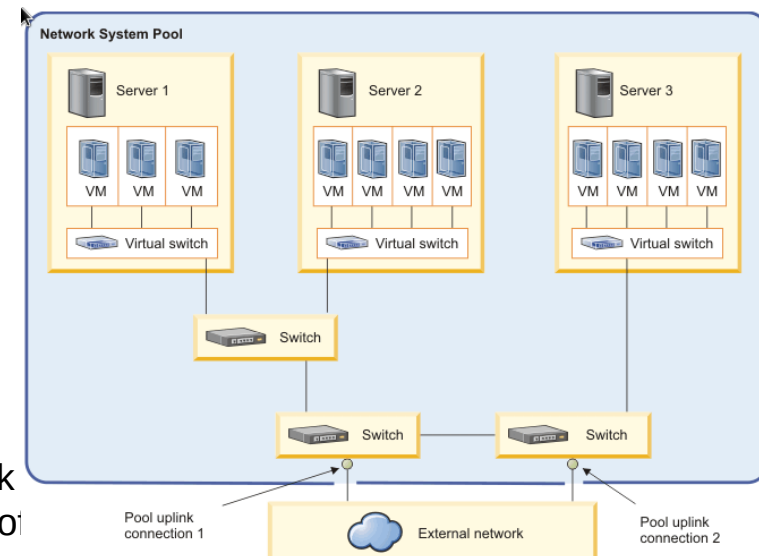 Network System Pool
Server 1
Server 2
Server 3
VM VM VM
VM VM VM VM
VM VM VM VM
Virtual switch
Virtual switch
Virtual switch
Switch
Switch
Switch
k
of
Pool uplink
connection 1
External network
Pool uplink
connection 2